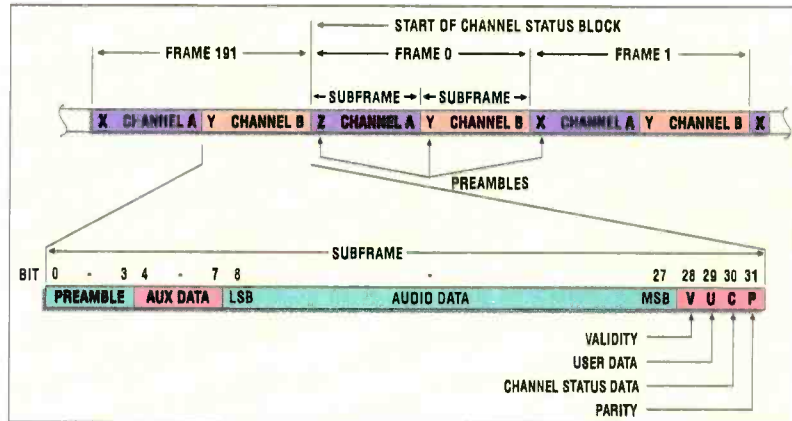 START OF CHANNEL STATUS BLOCK
FRAME 191
FRAME 0
FRAME 1
SUBFRAME
SUBFRAME
X CHANNEL A Y CHANNEL B Z CHANNEL A Y CHANNEL B X CHANNEL A Y CHANNEL B X
PREAMBLES
SUBFRAME
BIT 0 - 3 4 - 7 8 - 27 28 29 30 31
PREAMBLE AUX DATA LSB AUDIO DATA MSB V U C P
VALIDITY
USER DATA
CHANNEL STATUS DATA
PARITY